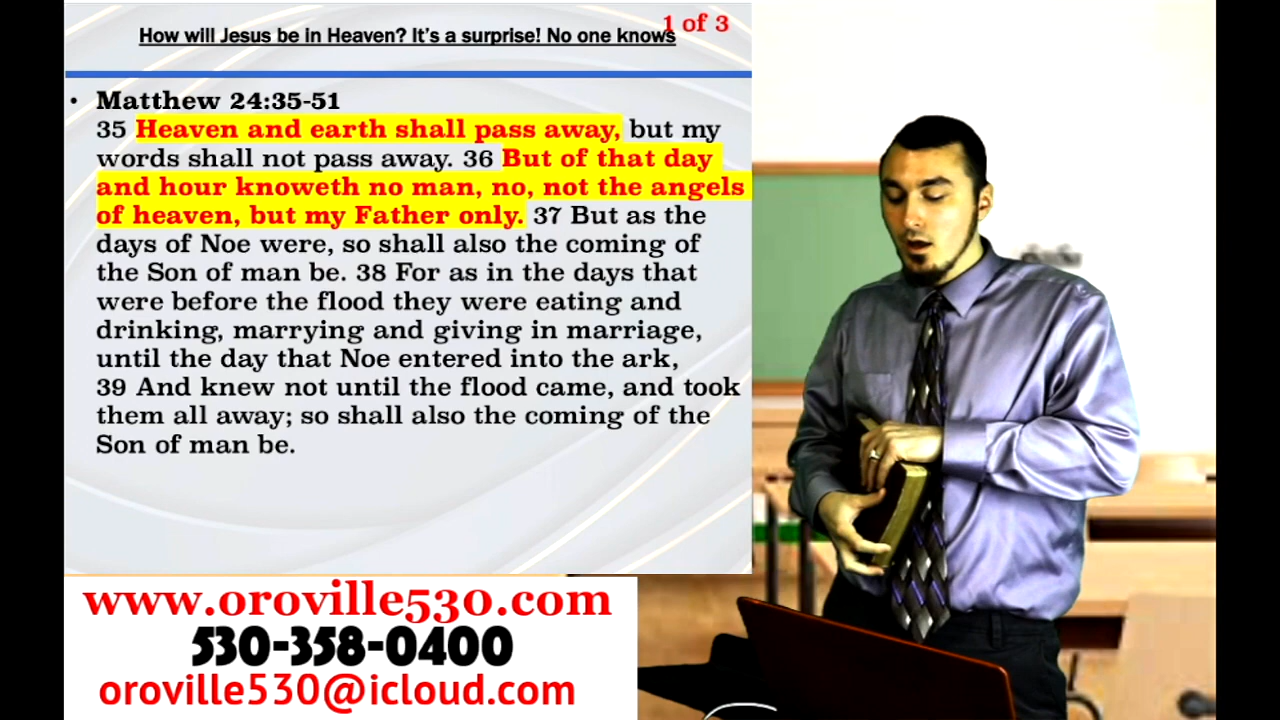 How will Jesus be in Heaven? It's a surprise! No one knows
1 of 3
• Matthew 24:35-51
35 Heaven and earth shall pass away, but my
words shall not pass away. 36 But of that day
and hour knoweth no man, no, not the angels
of heaven, but my Father only. 37 But as the
days of Noe were, so shall also the coming of
the Son of man be. 38 For as in the days that
were before the flood they were eating and
drinking, marrying and giving in marriage,
until the day that Noe entered into the ark,
39 And knew not until the flood came, and took
them all away; so shall also the coming of the
Son of man be.
www.oroville530.com
530-358-0400
oroville530@icloud.com